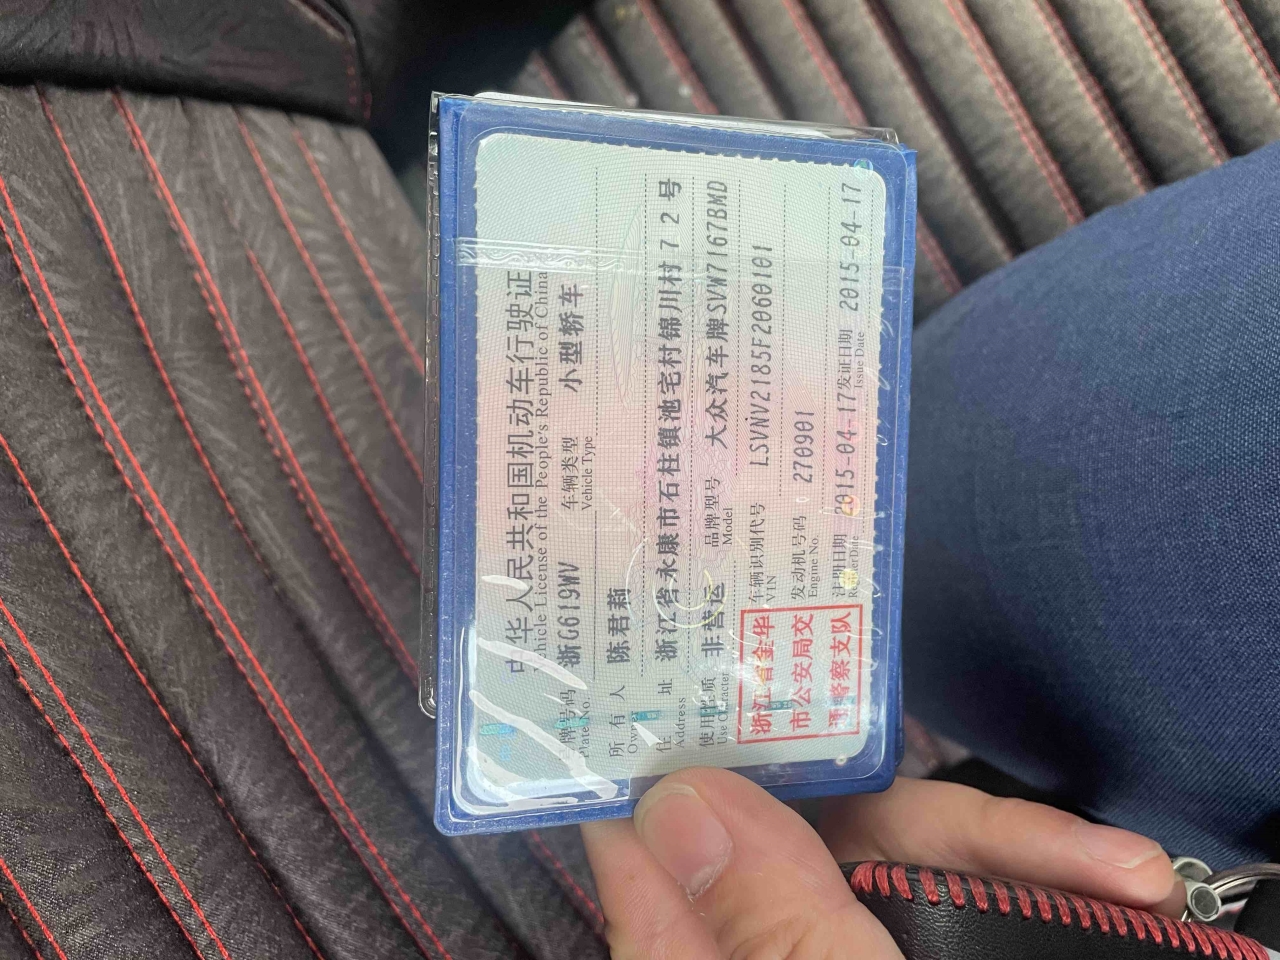 中华人民共和国机动车行驶证
Vehicle License of the People's Republic of China
号牌号码 浙G619WV 车辆类型 小型轿车
Plate No. Vehicle Type
所有人 陈君莉
Owner
住址 浙江省永康市石柱镇池宅村锦川村72号
Address
使用性质 非营运 品牌型号 大众汽车牌SVW7167BMD
Use Character Model
浙江省金华
市公安局交
通警察支队
车辆识别代号 LSVNV2185F2060101
VIN
发动机号码 270901
Engine No.
注册日期 2015-04-17 发证日期 2015-04-17
Register Date Issue Date